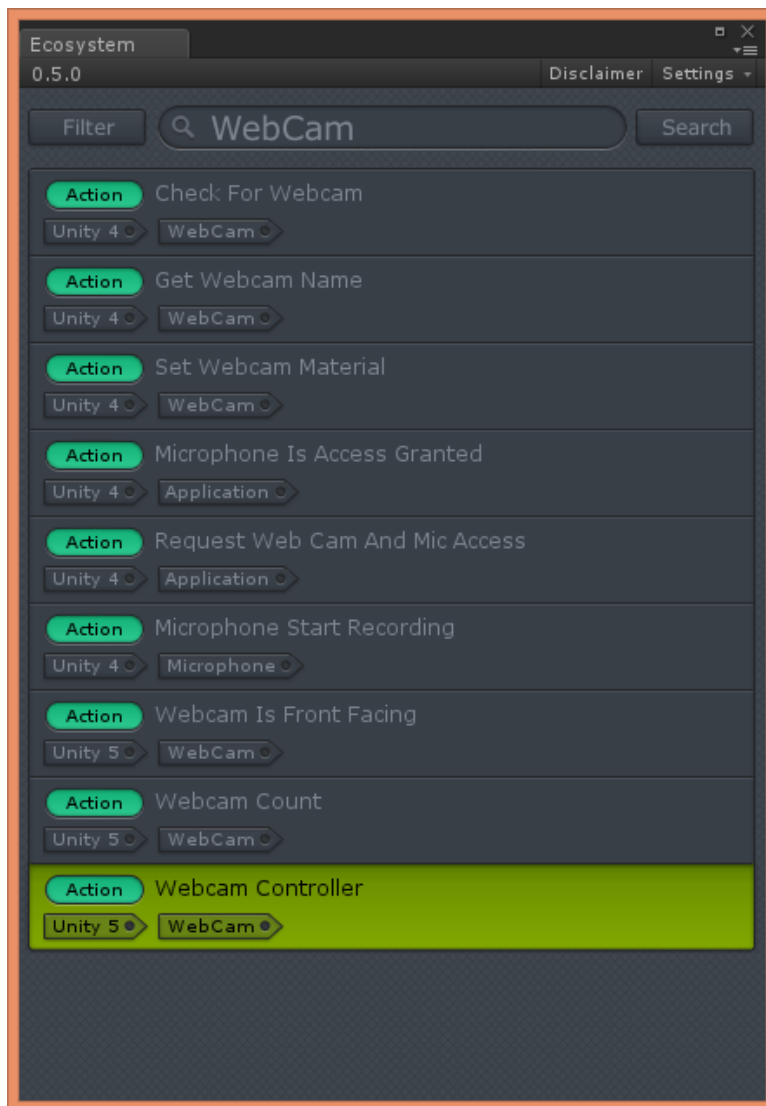 Ecosystem
0.5.0 Disclaimer Settings
Filter WebCam Search
Action Check For Webcam
Unity 4 WebCam
Action Get Webcam Name
Unity 4 WebCam
Action Set Webcam Material
Unity 4 WebCam
Action Microphone Is Access Granted
Unity 4 Application
Action Request Web Cam And Mic Access
Unity 4 Application
Action Microphone Start Recording
Unity 4 Microphone
Action Webcam Is Front Facing
Unity 5 WebCam
Action Webcam Count
Unity 5 WebCam
Action Webcam Controller
Unity 5 WebCam